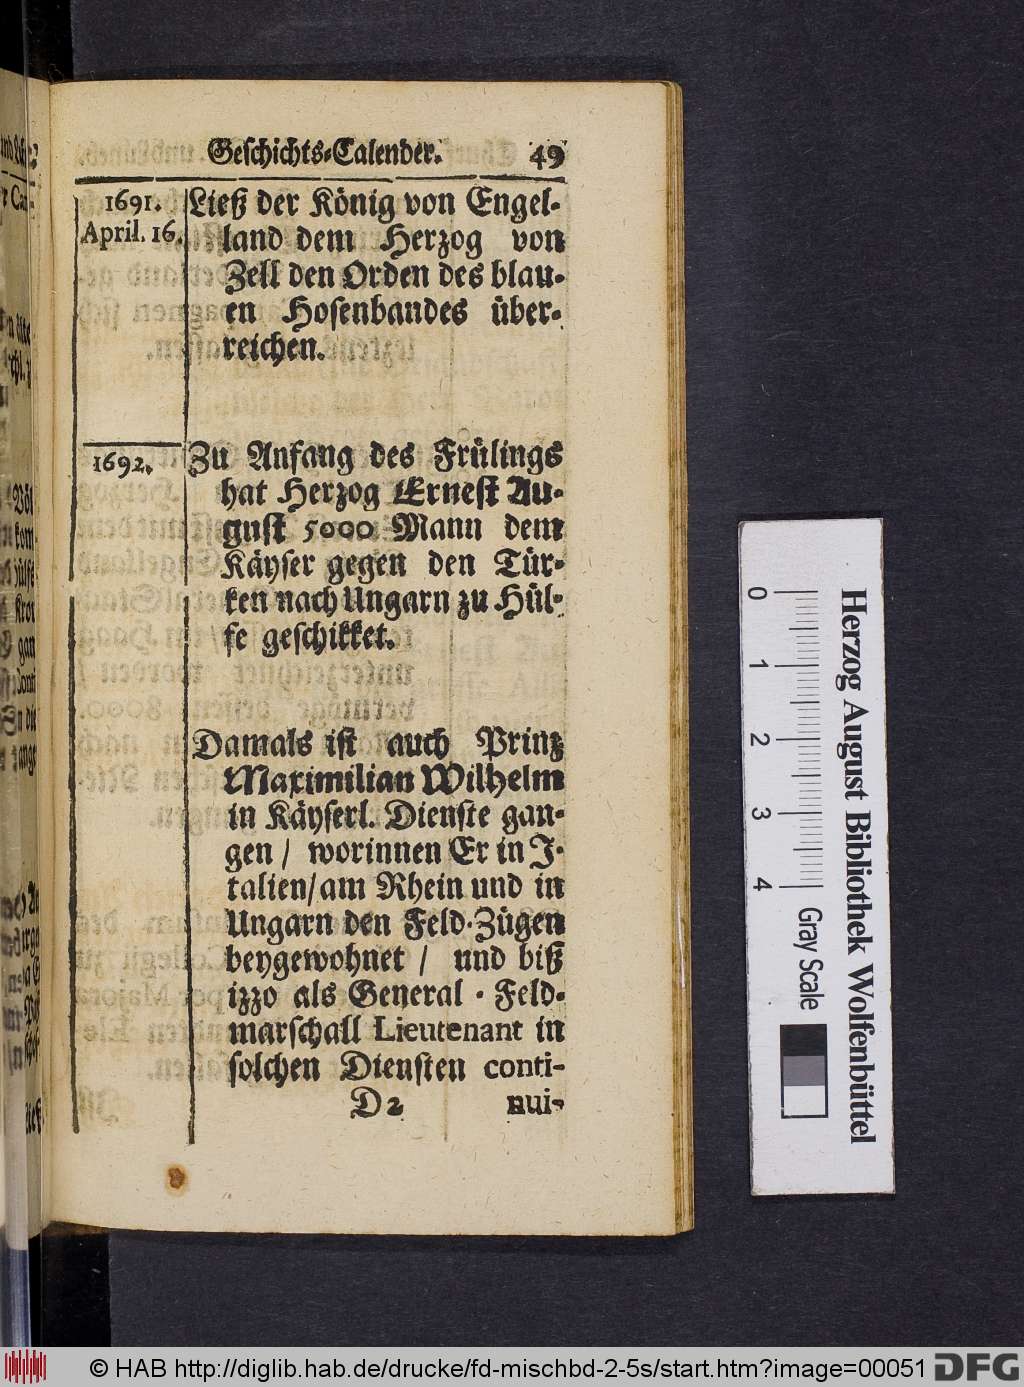 Geschichts-Calender. 49
1691. Ließ der König von Engel-
April. 16. land dem Herzog von
Zell den Orden des blau-
en Hosenbandes über-
reichen.
1692. Zu Anfang des Frülings
hat Herzog Ernest Au-
gust 5000 Mann dem
Käyser gegen den Tür-
ken nach Ungarn zu Hül-
fe geschikket.
Damals ist auch Prinz
Maximilian Wilhelm
in Käyserl. Dienste gan-
gen / worinnen Er in J-
talien/am Rhein und in
Ungarn den Feld-Zügen
beygewohnet / und biß
izzo als General-Feld-
marschall Lieutenant in
solchen Diensten conti-
D2 nui-
0 1 2 3 4 Gray Scale
Herzog August Bibliothek Wolfenbüttel
© HAB http://diglib.hab.de/drucke/fd-mischbd-2-5s/start.htm?image=00051 DFG